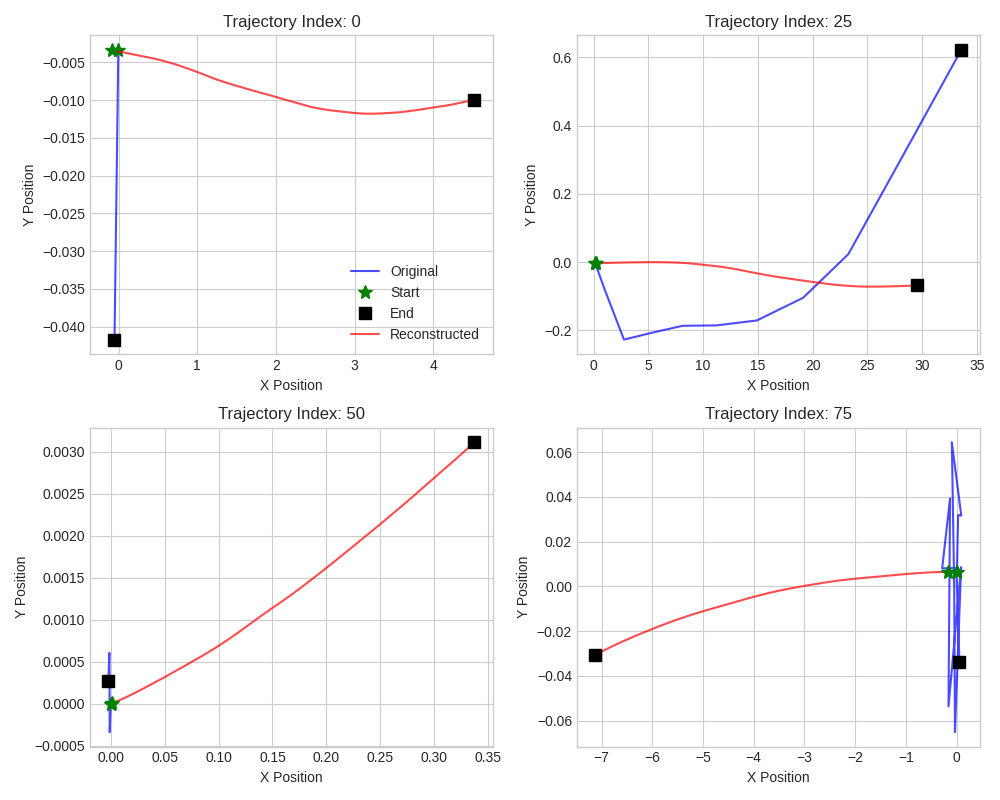 Trajectory Index: 0
−0.005
−0.010
−0.015
−0.020
−0.025
−0.030
−0.035
−0.040
Y Position
Original
Start
End
Reconstructed
0 1 2 3 4
X Position
Trajectory Index: 25
0.6
0.4
0.2
0.0
−0.2
Y Position
0 5 10 15 20 25 30 35
X Position
Trajectory Index: 50
0.0030
0.0025
0.0020
0.0015
0.0010
0.0005
0.0000
−0.0005
Y Position
0.00 0.05 0.10 0.15 0.20 0.25 0.30 0.35
X Position
Trajectory Index: 75
0.06
0.04
0.02
0.00
−0.02
−0.04
−0.06
Y Position
−7 −6 −5 −4 −3 −2 −1 0
X Position